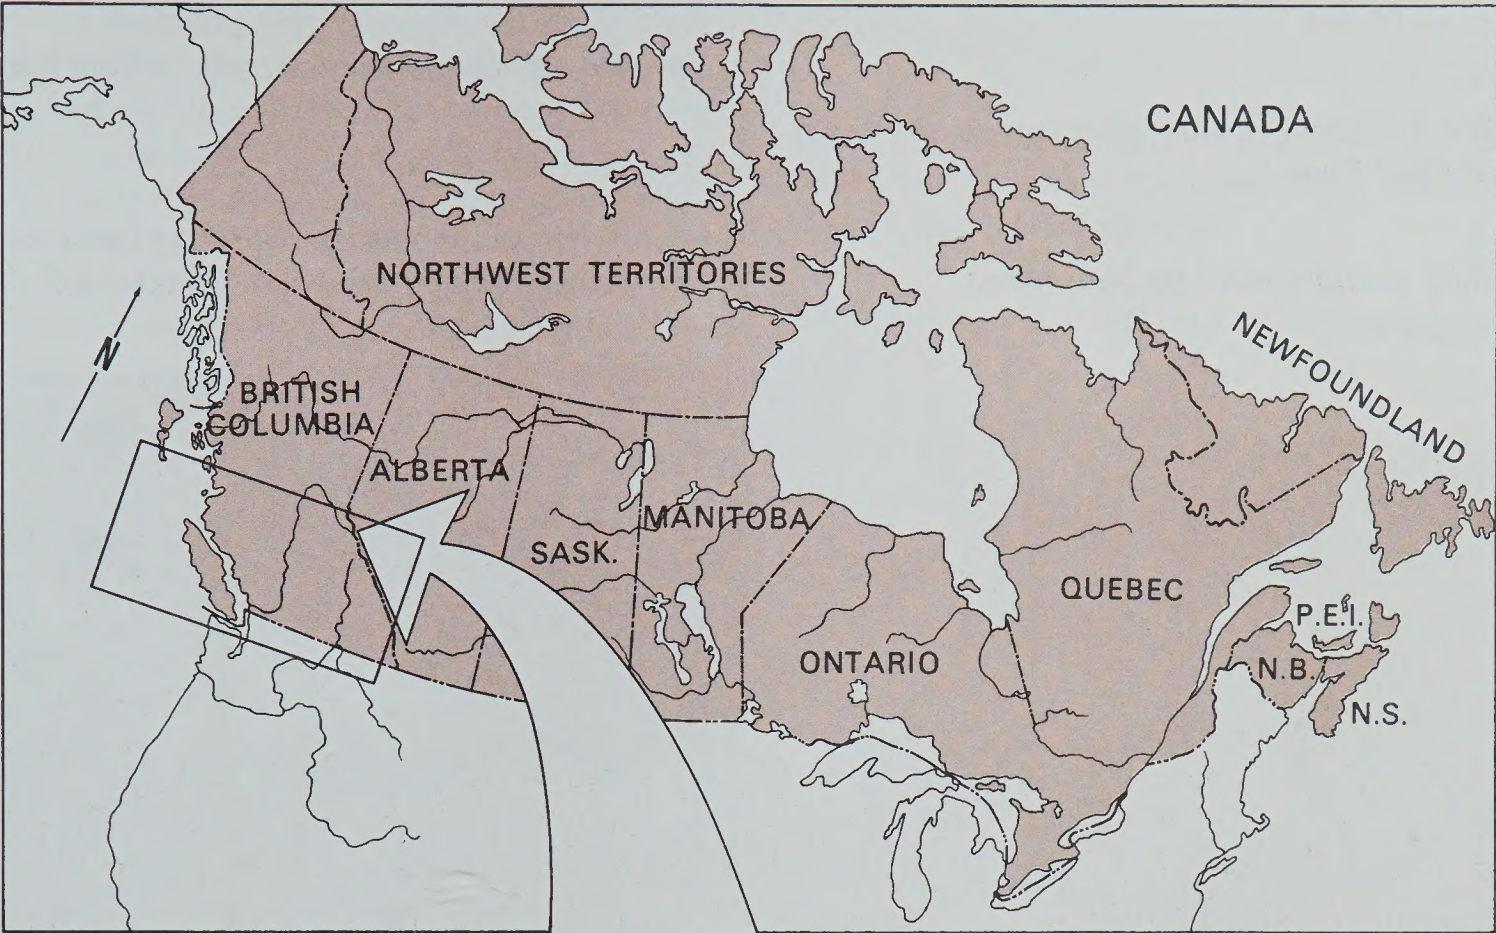 CANADA
NORTHWEST TERRITORIES
N
NEWFOUNDLAND
BRITISH
COLUMBIA
ALBERTA
MANITOBA
SASK.
QUEBEC
P.E.I.
ONTARIO
N.B.
N.S.